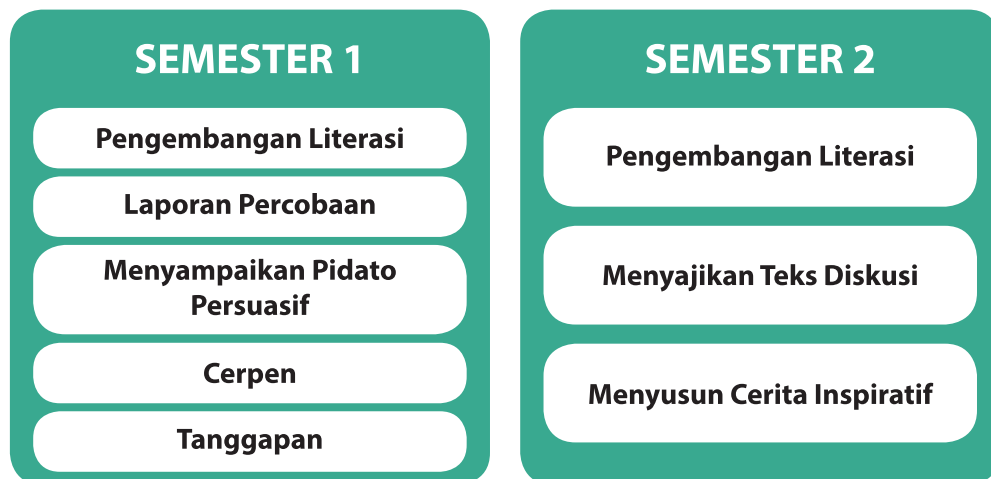 SEMESTER 1
Pengembangan Literasi
Laporan Percobaan
Menyampaikan Pidato
Persuasif
Cerpen
Tanggapan
SEMESTER 2
Pengembangan Literasi
Menyajikan Teks Diskusi
Menyusun Cerita Inspiratif